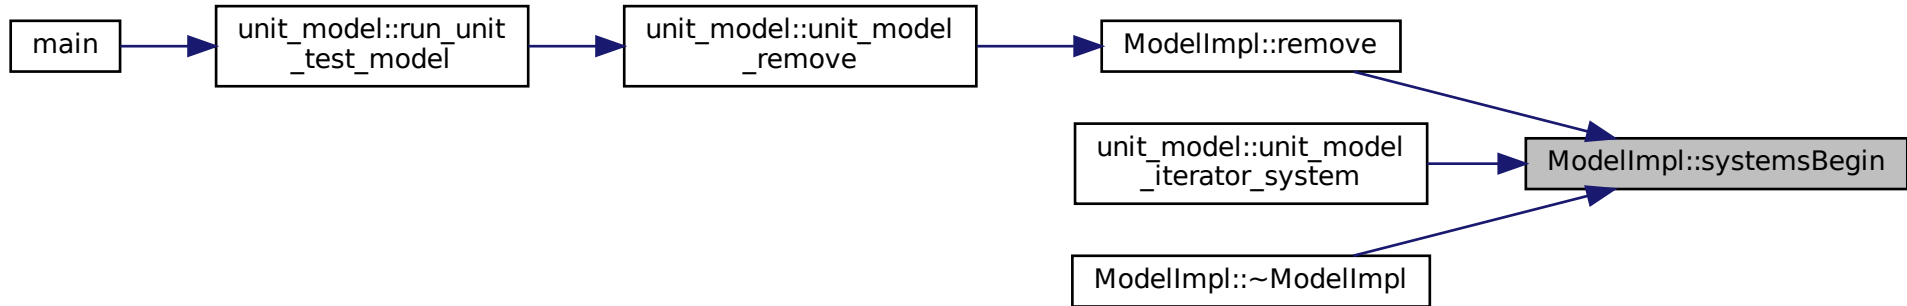 main
unit_model::run_unit
_test_model
unit_model::unit_model
_remove
ModelImpl::remove
unit_model::unit_model
_iterator_system
ModelImpl::~ModelImpl
ModelImpl::systemsBegin